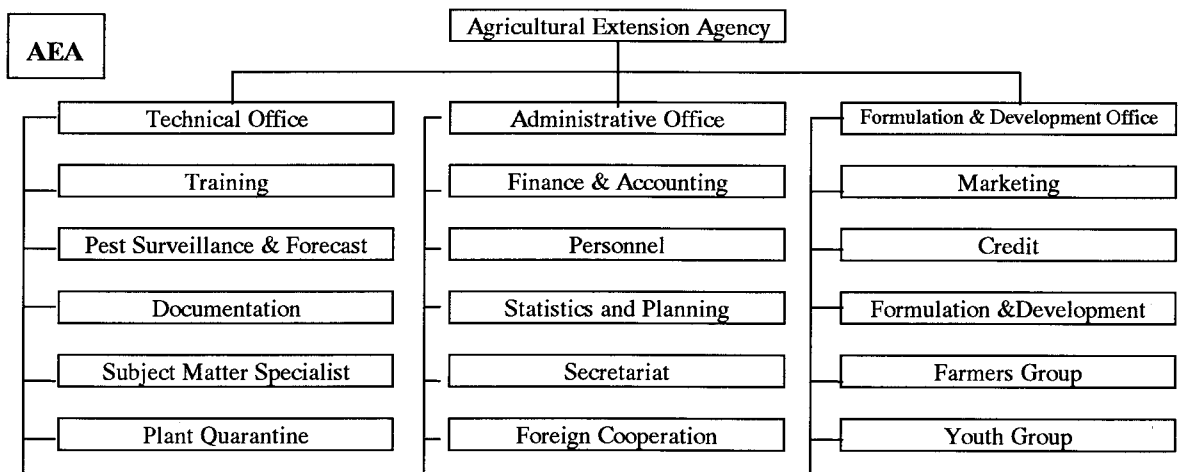 AEA
Agricultural Extension Agency
Technical Office
Administrative Office
Formulation & Development Office
Training
Finance & Accounting
Marketing
Pest Surveillance & Forecast
Personnel
Credit
Documentation
Statistics and Planning
Formulation &Development
Subject Matter Specialist
Secretariat
Farmers Group
Plant Quarantine
Foreign Cooperation
Youth Group